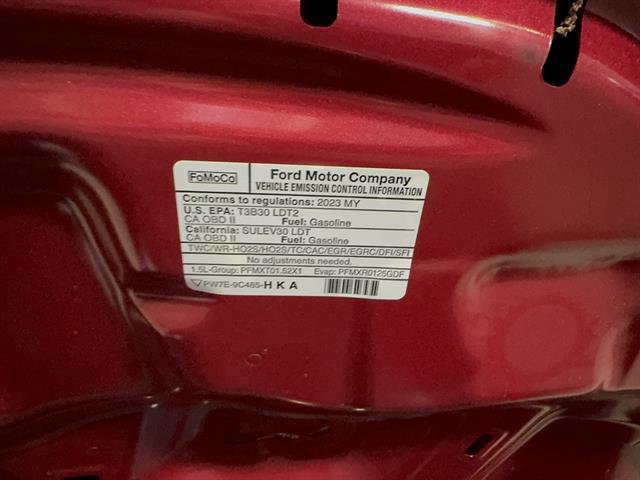 FoMoCo
Ford Motor Company
VEHICLE EMISSION CONTROL INFORMATION
Conforms to regulations: 2023 MY
U.S. EPA: T3B30 LDT2
CA OBD II Fuel: Gasoline
California: SULEV30 LDT
CA OBD II Fuel: Gasoline
TWC/WR-HO2S/HO2S/TC/CAC/EGR/EGRC/DFI/SFI
No adjustments needed.
1.5L-Group: PFMXT01.52X1 Evap: PFMXR0125GDF
PW7E-9C485-HKA